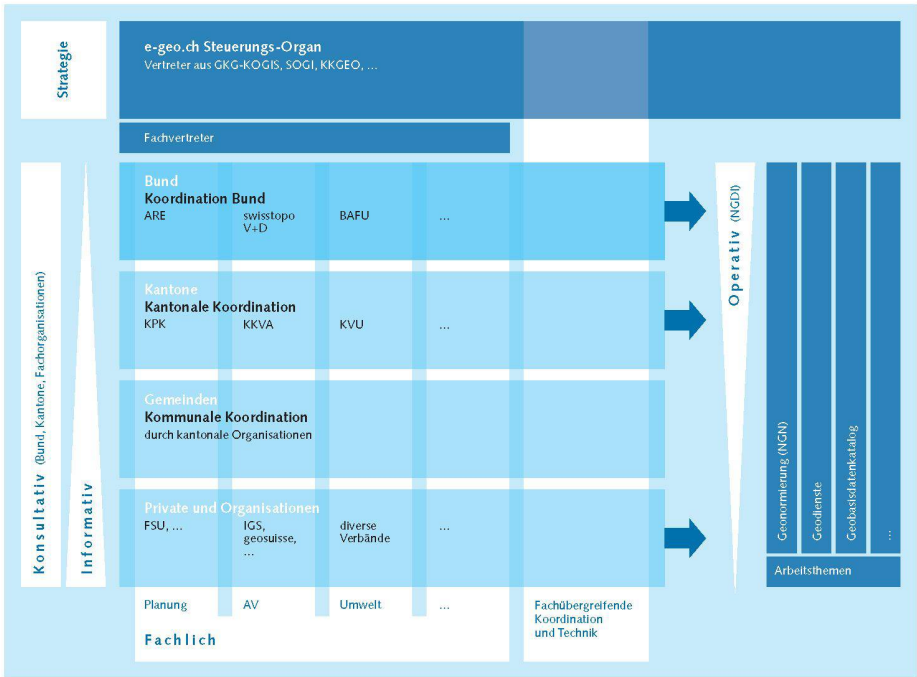 Strategie
e-geo.ch Steuerungs-Organ
Vertreter aus GKG-KOGIS, SOGI, KKGEO, ...
Fachvertreter
Konsultativ (Bund, Kantone, Fachorganisationen)
Informativ
Bund
Koordination Bund
ARE
swisstopo
V+D
BAFU
...
Kantone
Kantonale Koordination
KPK
KKVA
KVU
...
Gemeinden
Kommunale Koordination
durch kantonale Organisationen
Private und Organisationen
FSU, ...
IGS,
geosuisse,
...
diverse
Verbände
...
Operativ (NGDI)
Geonormierung (NGN)
Geodienste
Geobasisdatenkatalog
...
Arbeitsthemen
Planung
AV
Umwelt
...
Fachübergreifende
Koordination
und Technik
Fachlich